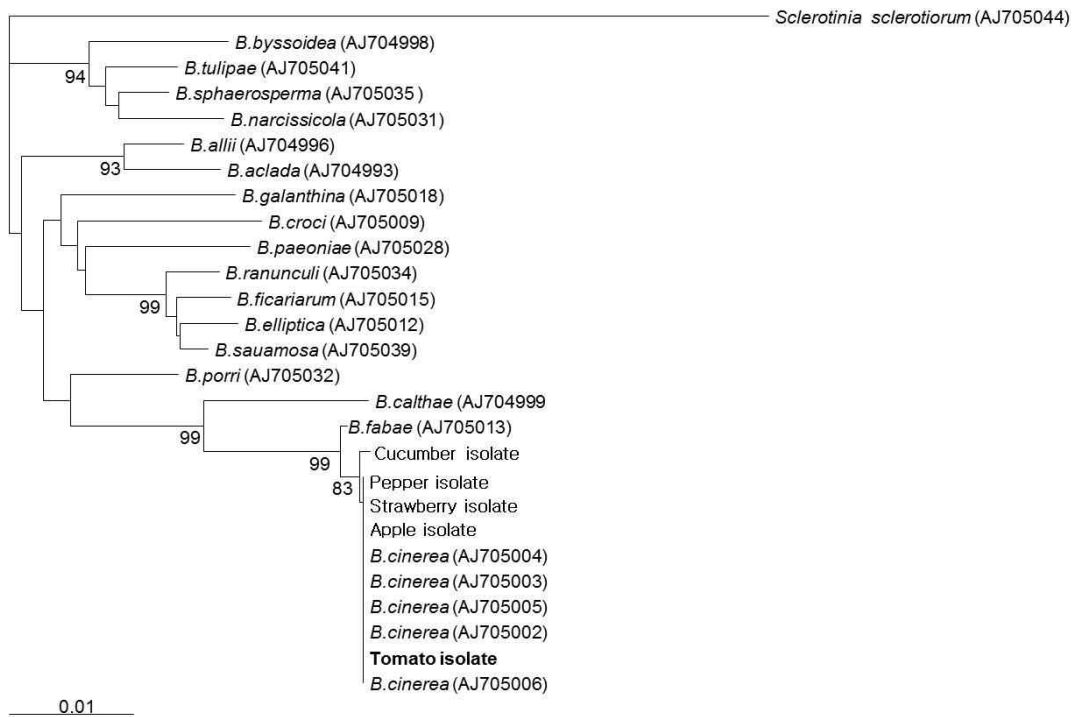 Sclerotinia sclerotiorum (AJ705044)
B.byssoidea (AJ704998)
94
B.tulipae (AJ705041)
B.sphaerosperma (AJ705035 )
B.narcissicola (AJ705031)
B.allii (AJ704996)
93
B.aclada (AJ704993)
B.galanthina (AJ705018)
B.croci (AJ705009)
B.paeoniae (AJ705028)
B.ranunculi (AJ705034)
99
B.ficariarum (AJ705015)
B.elliptica (AJ705012)
B.sauamosa (AJ705039)
B.porri (AJ705032)
B.calthae (AJ704999
99
B.fabae (AJ705013)
Cucumber isolate
99
83
Pepper isolate
Strawberry isolate
Apple isolate
B.cinerea (AJ705004)
B.cinerea (AJ705003)
B.cinerea (AJ705005)
B.cinerea (AJ705002)
Tomato isolate
B.cinerea (AJ705006)
0.01